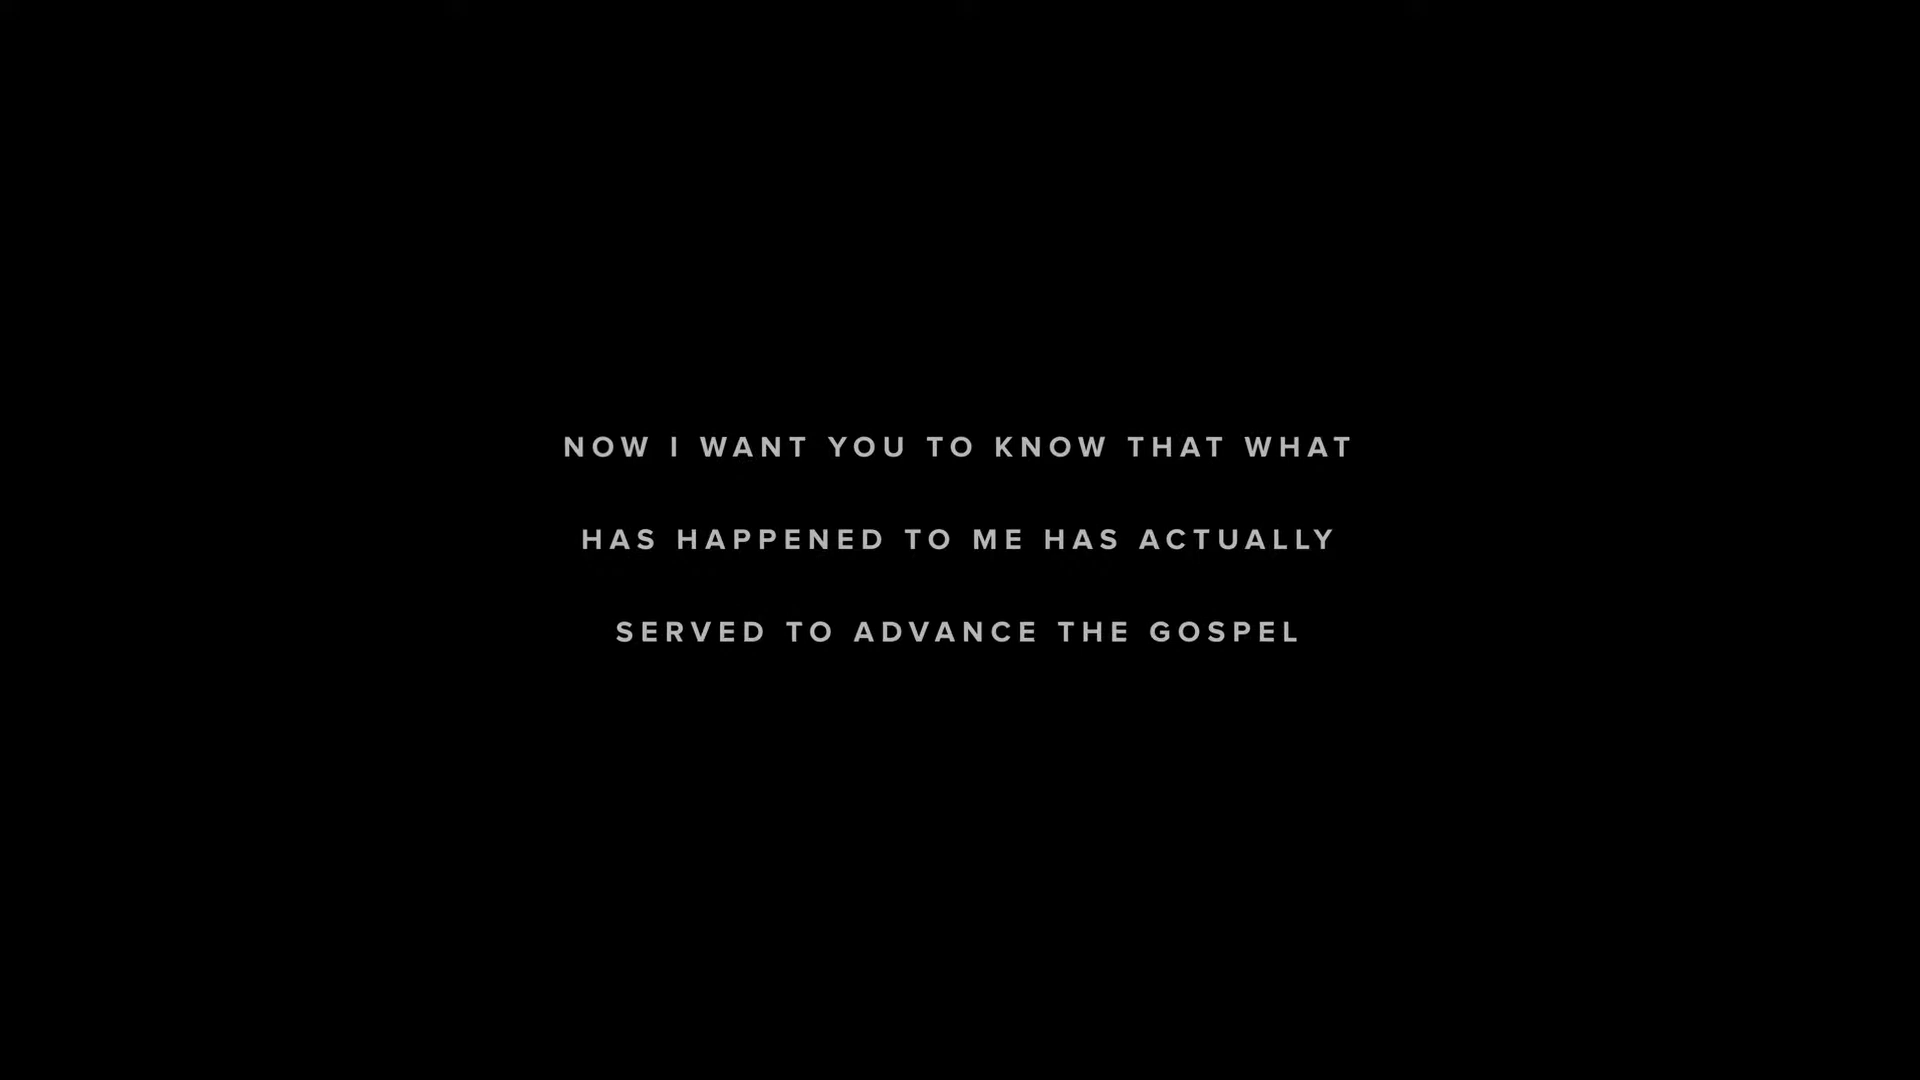 NOW I WANT YOU TO KNOW THAT WHAT
HAS HAPPENED TO ME HAS ACTUALLY
SERVED TO ADVANCE THE GOSPEL